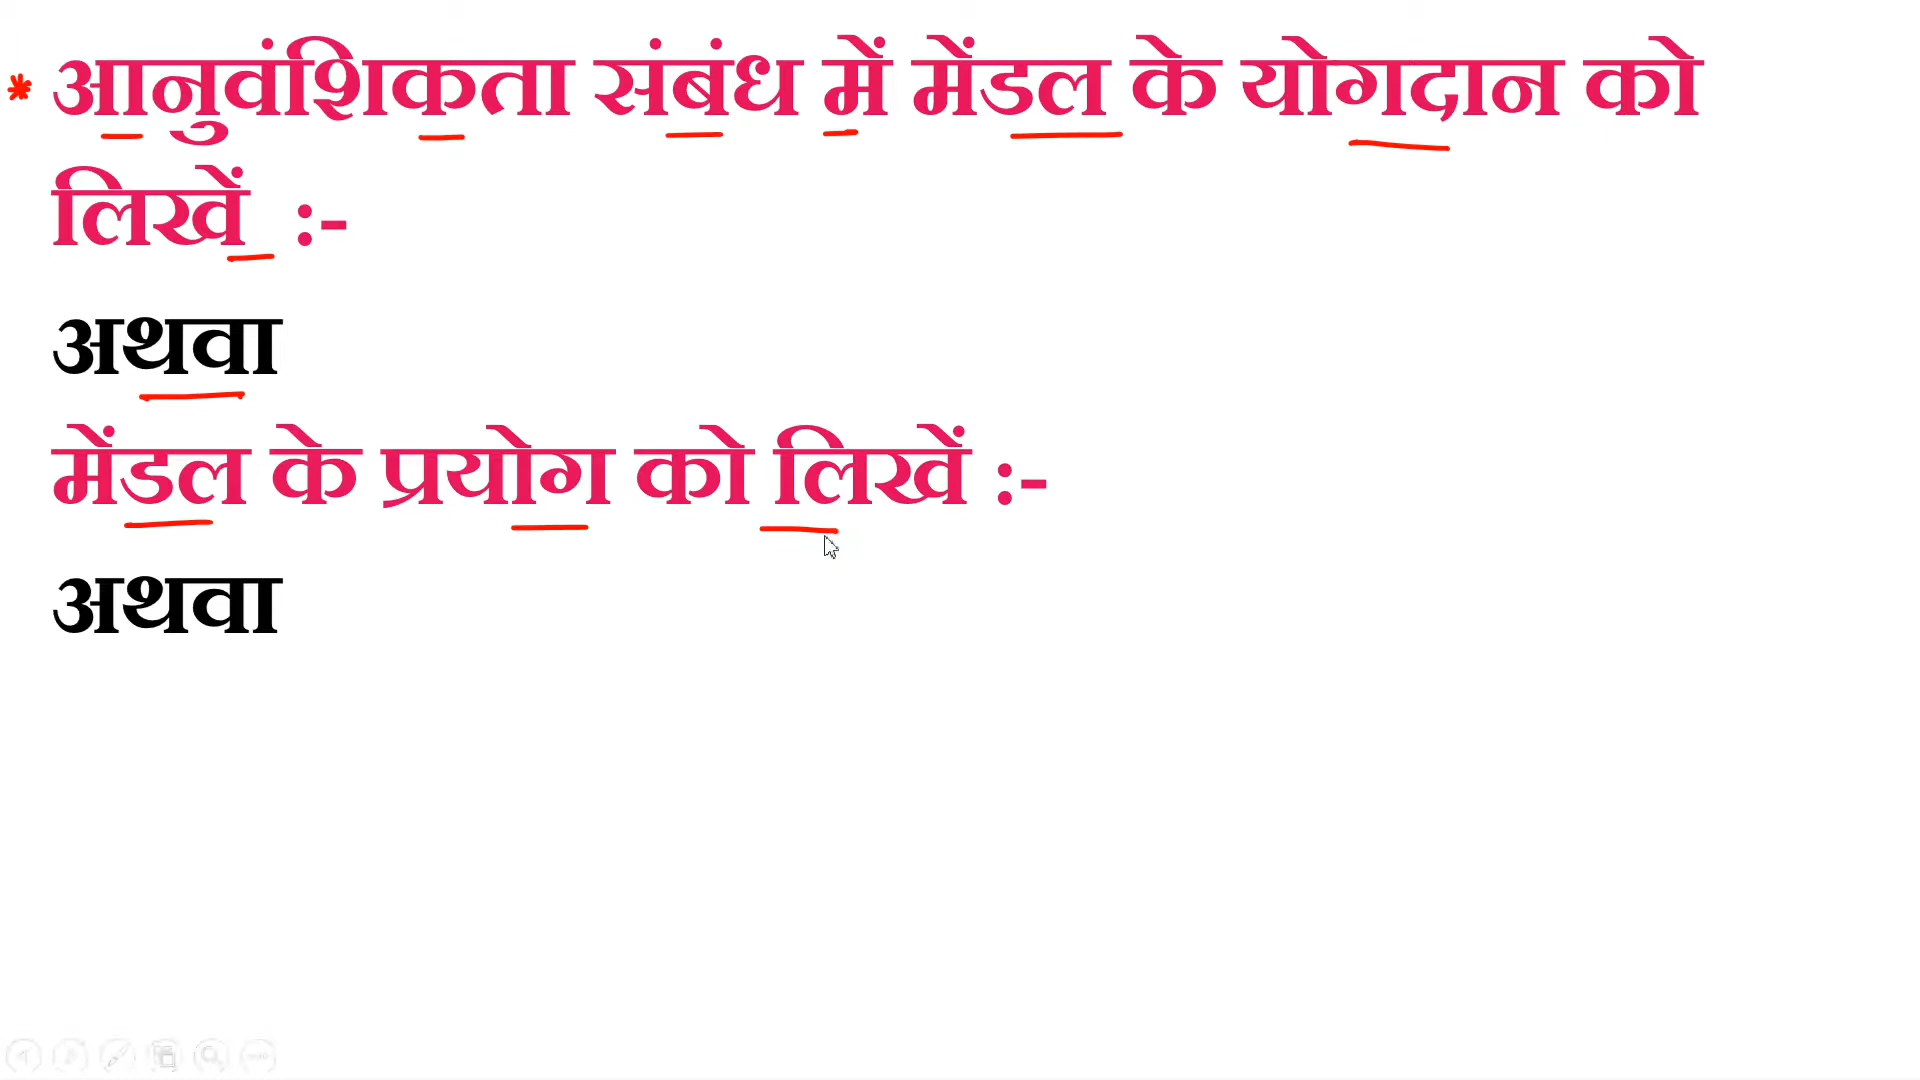 * आनुवंशिकता संबंध में मेंडल के योगदान को
लिखें :-
अथवा
मेंडल के प्रयोग को लिखें :-
अथवा